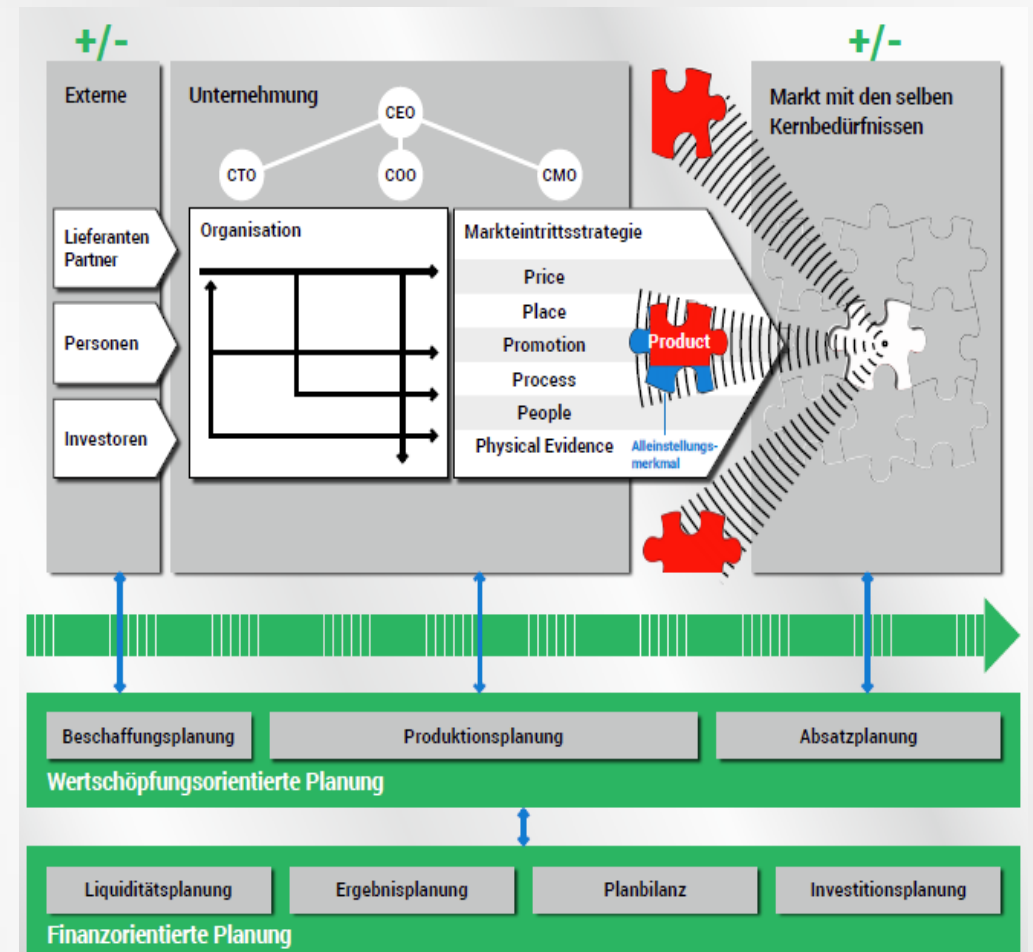 +/-
+/-
Externe
Unternehmung
Markt mit den selben
Kernbedürfnissen
CEO
CTO
COO
CMO
Lieferanten
Partner
Personen
Investoren
Organisation
Markteintrittsstrategie
Price
Place
Promotion
Process
People
Physical Evidence
Product
Alleinstellungs-
merkmal
Beschaffungsplanung
Produktionsplanung
Absatzplanung
Wertschöpfungsorientierte Planung
Liquiditätsplanung
Ergebnisplanung
Planbilanz
Investitionsplanung
Finanzorientierte Planung